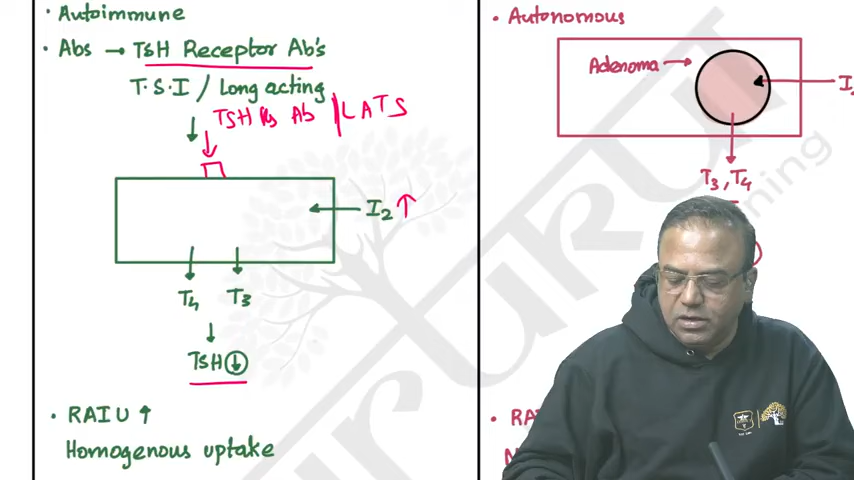 · Autoimmune
· Abs → TSH Receptor Ab's
T.S.I / Long acting
TSH Rs Ab | LATS
I2 ↑
T4 T3
TSH ↓
· RAIU ↑
Homogenous uptake
· Autonomous
Adenoma →
T3, T4